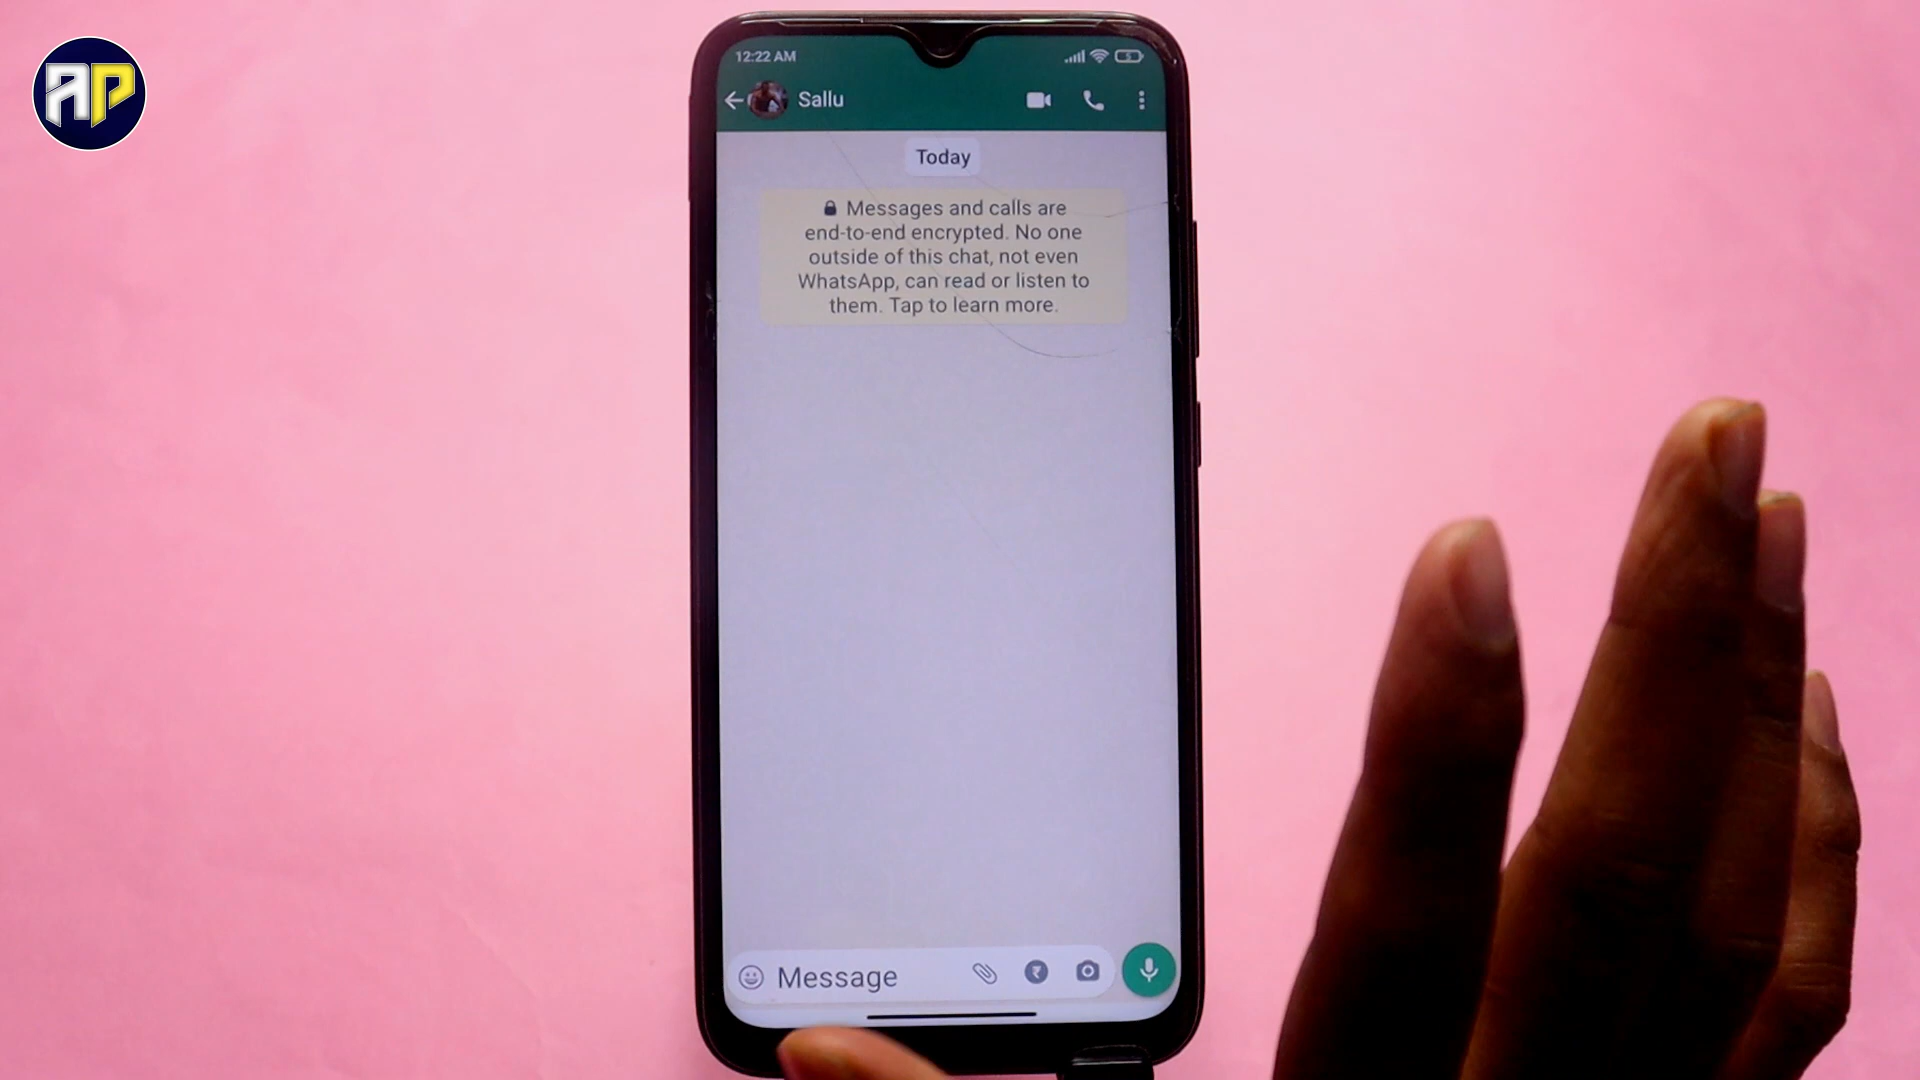 AP
12:22 AM
Sallu
Today
Messages and calls are
end-to-end encrypted. No one
outside of this chat, not even
WhatsApp, can read or listen to
them. Tap to learn more.
Message
₹